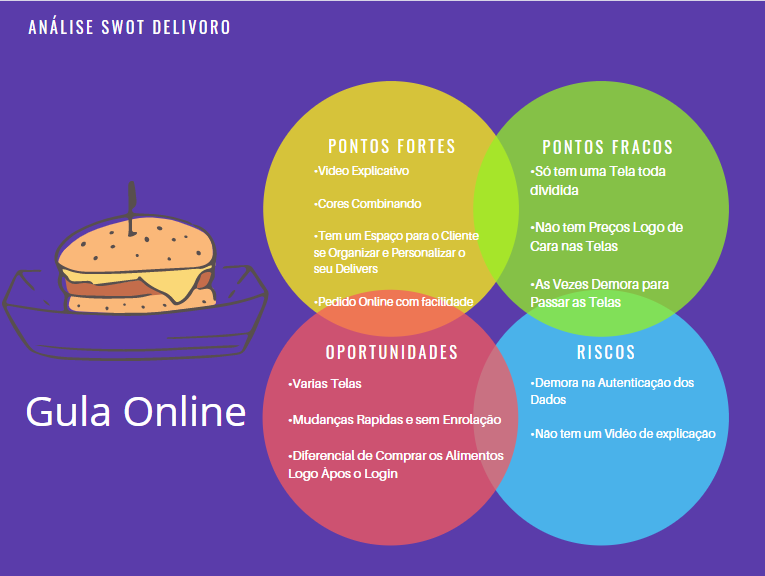 ANÁLISE SWOT DELIVORO
PONTOS FORTES
•Video Explicativo
•Cores Combinando
•Tem um Espaço para o Cliente
se Organizar e Personalizar o
seu Delivers
•Pedido Online com facilidade
PONTOS FRACOS
•Só tem uma Tela toda
dividida
•Não tem Preços Logo de
Cara nas Telas
•As Vezes Demora para
Passar as Telas
OPORTUNIDADES
•Varias Telas
•Mudanças Rapidas e sem Enrolação
•Diferencial de Comprar os Alimentos
Logo Àpos o Login
RISCOS
•Demora na Autenticação dos
Dados
•Não tem um Vidéo de explicação
Gula Online